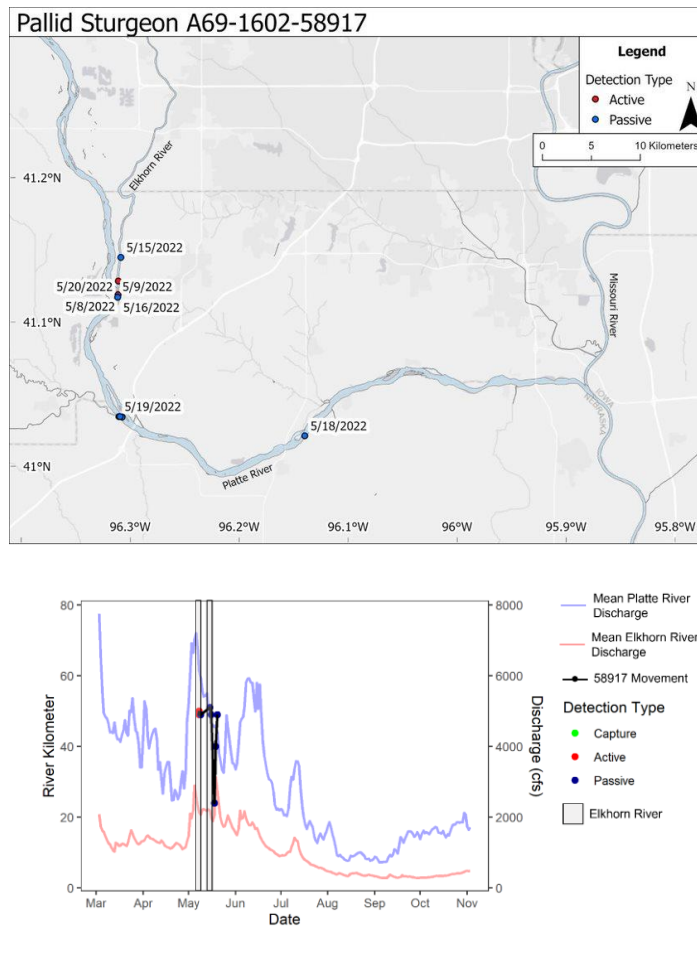 Pallid Sturgeon A69-1602-58917
Legend
Detection Type
Active
Passive
N
0 5 10 Kilometers
41.2°N
41.1°N
41°N
Elkhorn River
5/15/2022
5/20/2022 5/9/2022
5/8/2022 5/16/2022
5/19/2022
5/18/2022
Platte River
Missouri River
IOWA
NEBRASKA
96.3°W 96.2°W 96.1°W 96°W 95.9°W 95.8°W
80
60
40
20
0
River Kilometer
8000
6000
4000
2000
0
Discharge (cfs)
Mar Apr May Jun Jul Aug Sep Oct Nov
Date
Mean Platte River
Discharge
Mean Elkhorn River
Discharge
58917 Movement
Detection Type
Capture
Active
Passive
Elkhorn River